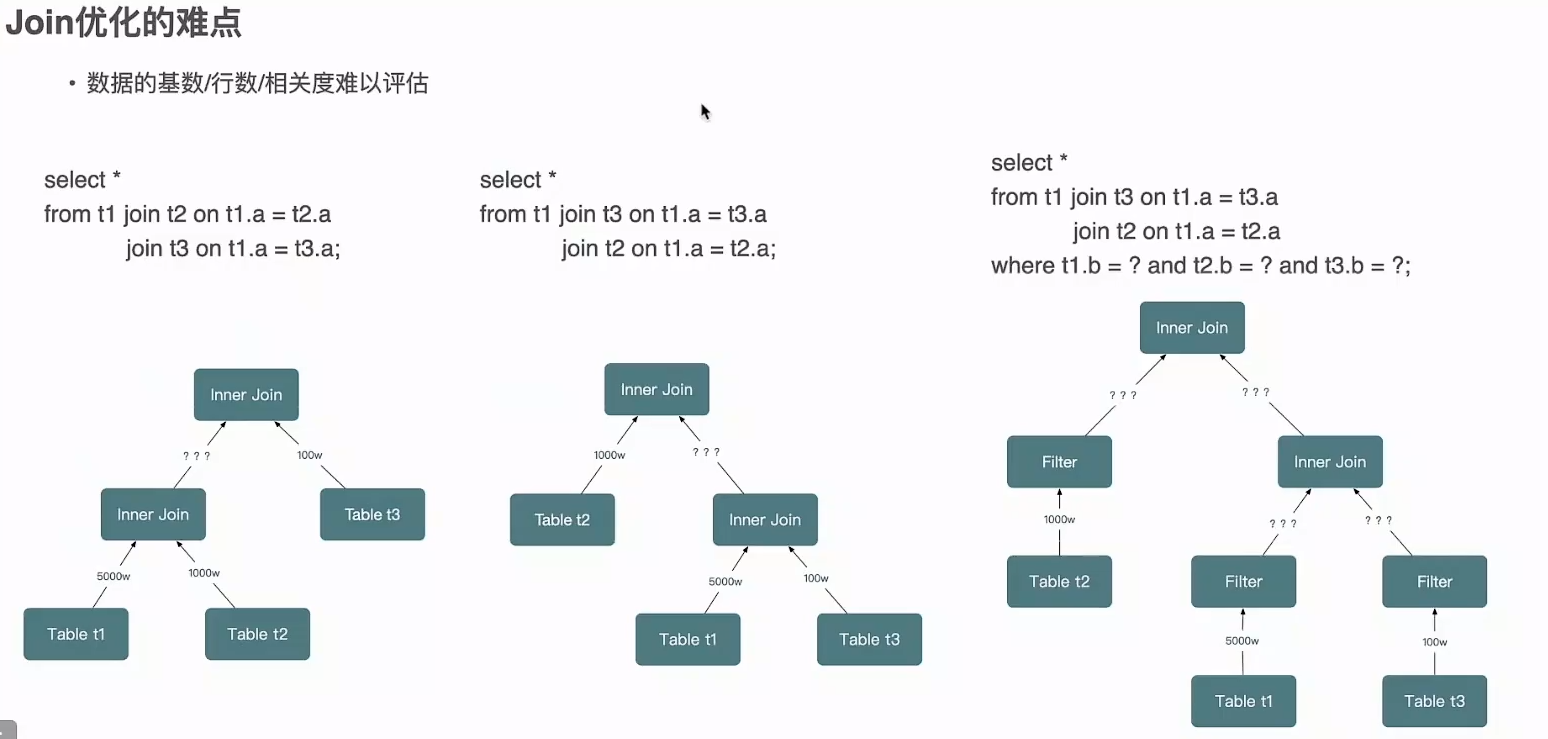 Join优化的难点
• 数据的基数/行数/相关度难以评估
select *
from t1 join t2 on t1.a = t2.a
join t3 on t1.a = t3.a;
select *
from t1 join t3 on t1.a = t3.a
join t2 on t1.a = t2.a;
select *
from t1 join t3 on t1.a = t3.a
join t2 on t1.a = t2.a
where t1.b = ? and t2.b = ? and t3.b = ?;
Inner Join
? ? ?
100w
Inner Join
Table t3
5000w
1000w
Table t1
Table t2
Inner Join
1000w
? ? ?
Table t2
Inner Join
5000w
100w
Table t1
Table t3
Inner Join
? ? ?
? ? ?
Filter
Inner Join
1000w
? ? ?
? ? ?
Table t2
Filter
Filter
5000w
100w
Table t1
Table t3